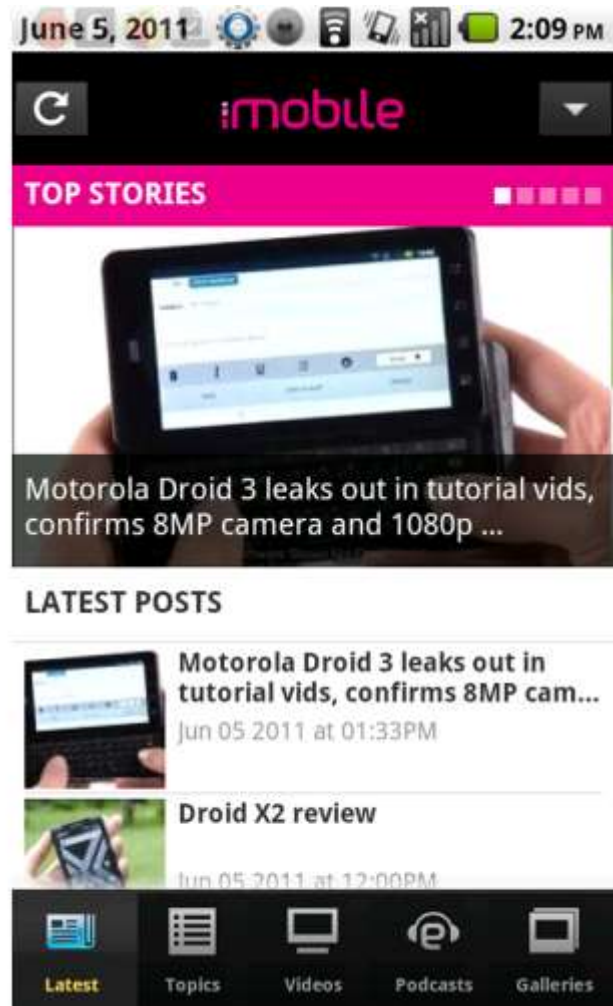 June 5, 2011
2:09 PM
mobile
TOP STORIES
Motorola Droid 3 leaks out in tutorial vids,
confirms 8MP camera and 1080p ...
LATEST POSTS
Motorola Droid 3 leaks out in
tutorial vids, confirms 8MP cam...
Jun 05 2011 at 01:33PM
Droid X2 review
Jun 05 2011 at 12:00PM
Latest
Topics
Videos
Podcasts
Galleries